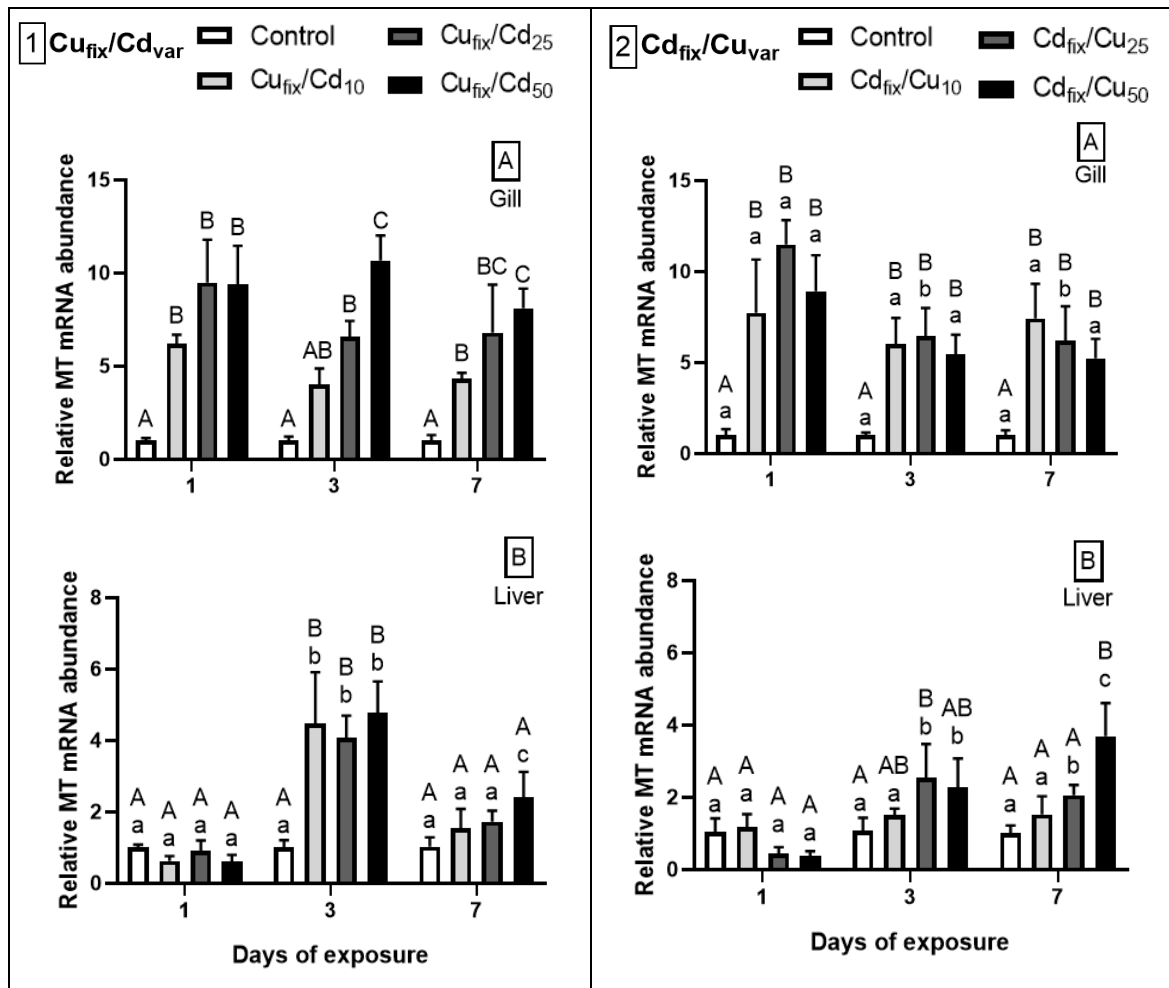 1 Cufix/Cdvar
Control
Cufix/Cd25
Cufix/Cd10
Cufix/Cd50
A
Gill
Relative MT mRNA abundance
15
10
5
0
A B B B
A AB B C
A B BC C
1 3 7
B
Liver
Relative MT mRNA abundance
8
6
4
2
0
A A A A
a a a a
A B B B
a b b b
A A A A
a a a c
1 3 7
Days of exposure
2 Cdfix/Cuvar
Control
Cdfix/Cu25
Cdfix/Cu10
Cdfix/Cu50
A
Gill
Relative MT mRNA abundance
15
10
5
0
A B B B
a a a a
A B B B
a a b a
A B B B
a a b a
1 3 7
B
Liver
Relative MT mRNA abundance
8
6
4
2
0
A A A A
a a a a
A AB B AB
a a b b
A A A B
a a b c
1 3 7
Days of exposure